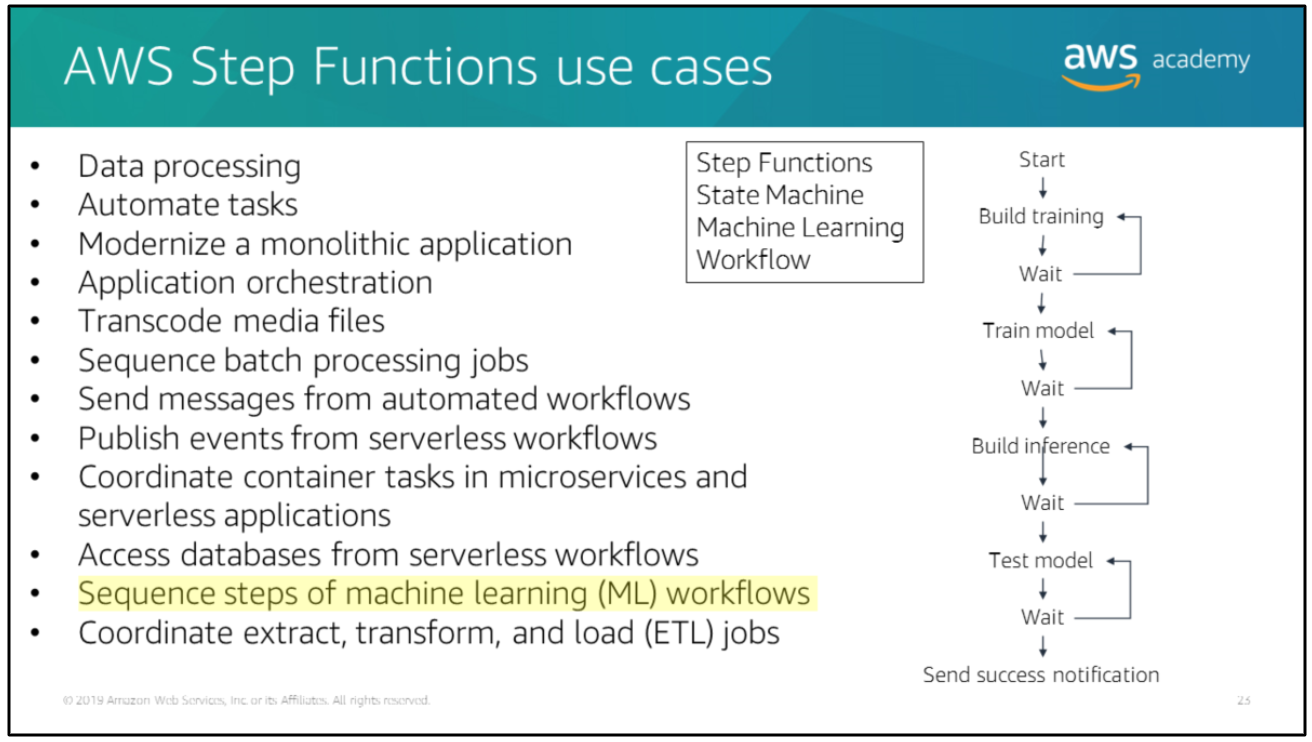 AWS Step Functions use cases
aws academy
• Data processing
• Automate tasks
• Modernize a monolithic application
• Application orchestration
• Transcode media files
• Sequence batch processing jobs
• Send messages from automated workflows
• Publish events from serverless workflows
• Coordinate container tasks in microservices and
serverless applications
• Access databases from serverless workflows
• Sequence steps of machine learning (ML) workflows
• Coordinate extract, transform, and load (ETL) jobs
Step Functions
State Machine
Machine Learning
Workflow
Start
Build training
Wait
Train model
Wait
Build inference
Wait
Test model
Wait
Send success notification
© 2019 Amazon Web Services, Inc. or its Affiliates. All rights reserved.
23